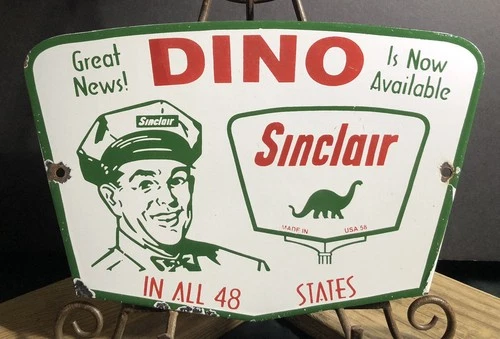 Great News!
DINO
Is Now Available
Sinclair
Sinclair
MADE IN USA 58
IN ALL 48 STATES